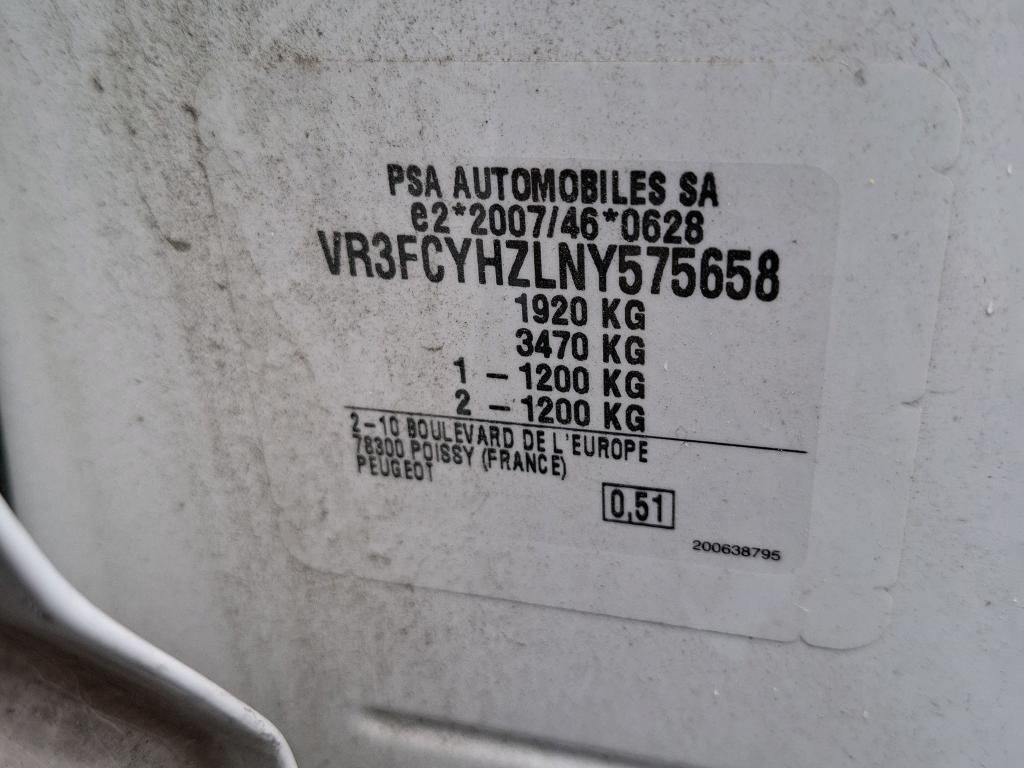 PSA AUTOMOBILES SA
e2*2007/46*0628
VR3FCYHZLNY575658
1920 KG
3470 KG
1 - 1200 KG
2 - 1200 KG
2-10 BOULEVARD DE L'EUROPE
78300 POISSY (FRANCE)
PEUGEOT
0,51
200638795